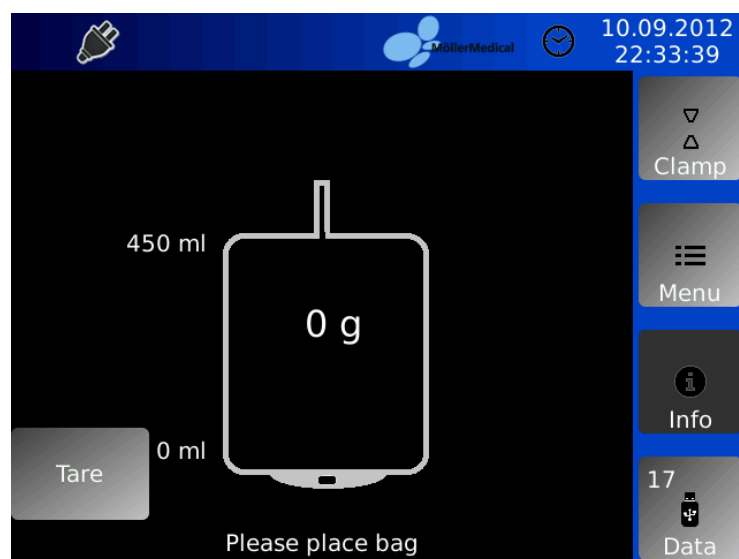 MöllerMedical
10.09.2012
22:33:39
Clamp
450 ml
Menu
0 g
Info
0 ml
Tare
17
Data
Please place bag